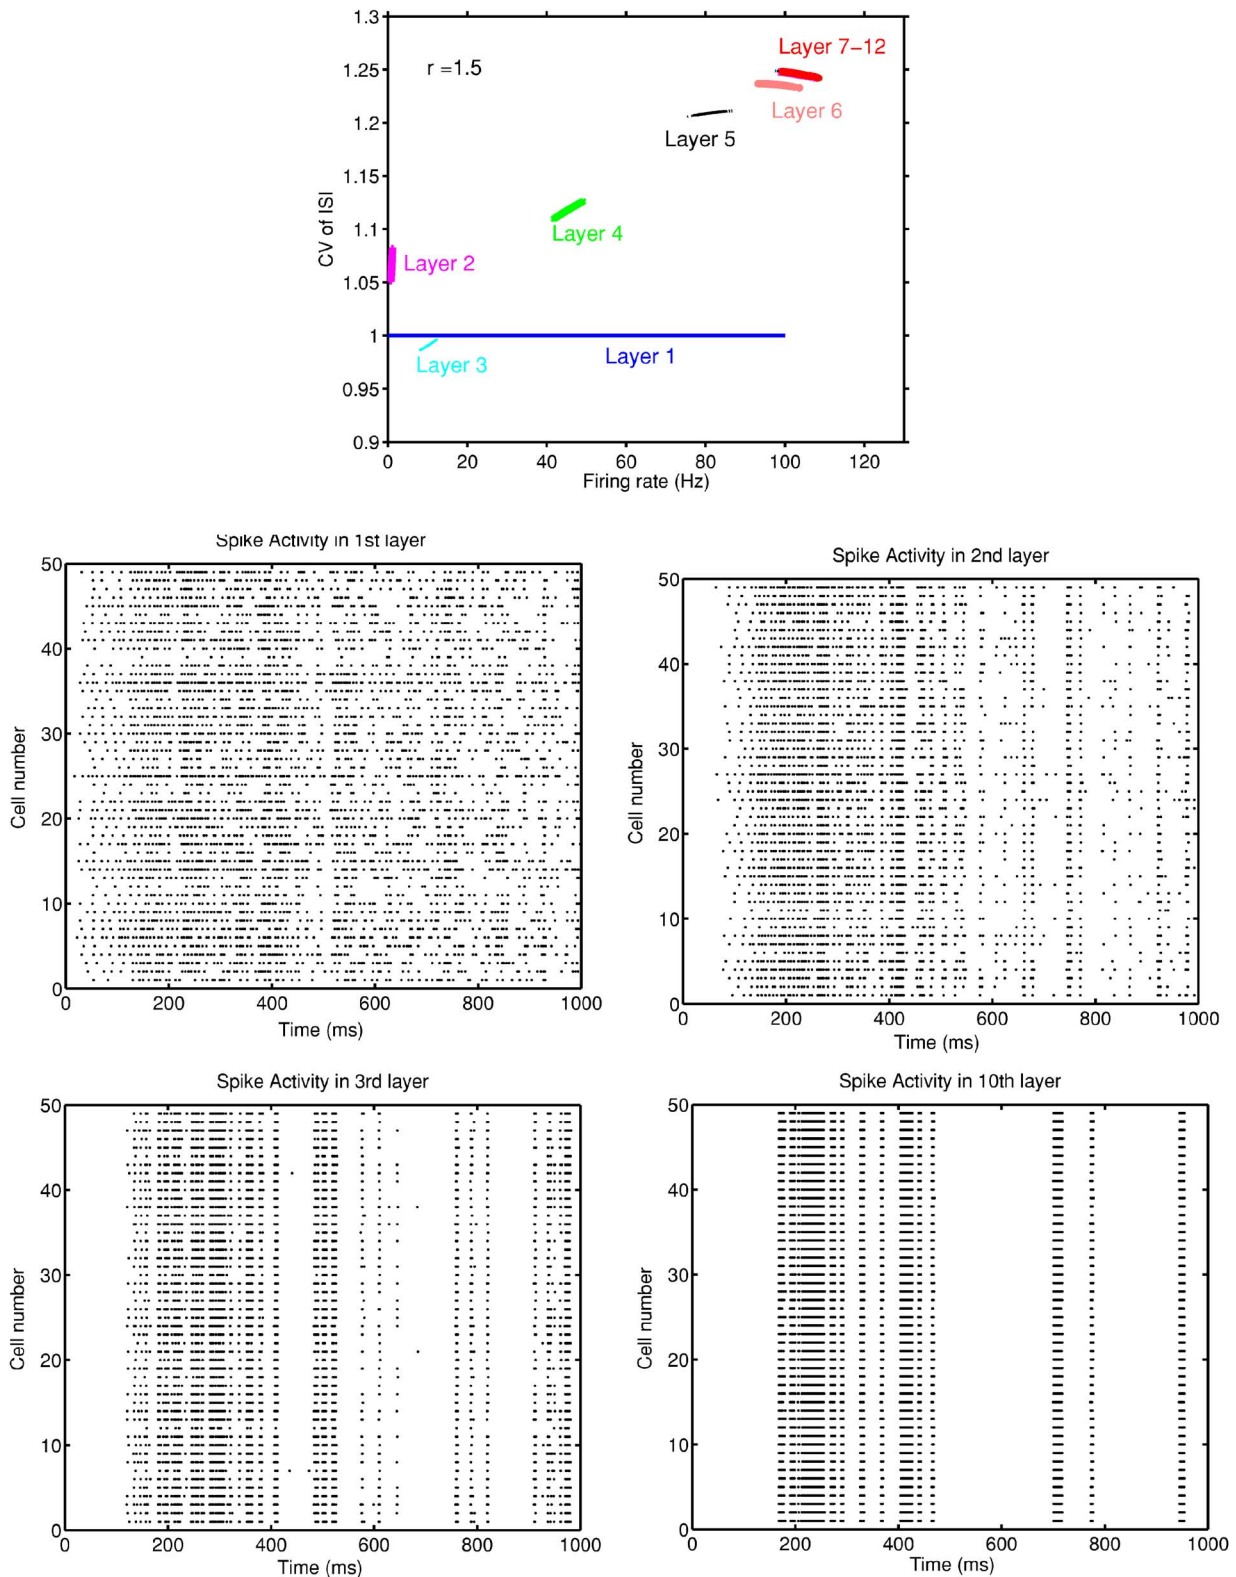 1.3
Layer 7-12
r =1.5
1.25
Layer 6
1.2
Layer 5
1.15
CV of ISI
1.1
Layer 4
Layer 2
1.05
1
Layer 1
Layer 3
0.95
0.9
0 20 40 60 80 100 120
Firing rate (Hz)
Spike Activity in 1st layer
50
40
30
20
10
0
Cell number
0 200 400 600 800 1000
Time (ms)
Spike Activity in 2nd layer
50
40
30
20
10
0
Cell number
0 200 400 600 800 1000
Time (ms)
Spike Activity in 3rd layer
50
40
30
20
10
0
Cell number
0 200 400 600 800 1000
Time (ms)
Spike Activity in 10th layer
50
40
30
20
10
0
Cell number
0 200 400 600 800 1000
Time (ms)